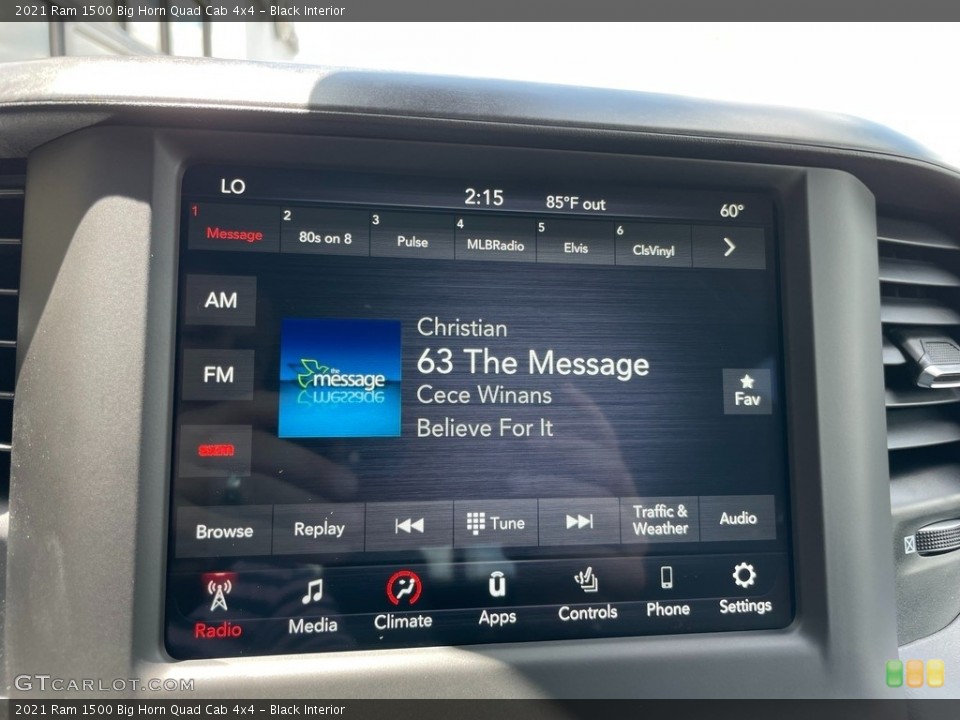 2021 Ram 1500 Big Horn Quad Cab 4x4 – Black Interior
LO 2:15 85°F out 60°
1 Message 2 80s on 8 3 Pulse 4 MLBRadio 5 Elvis 6 ClsVinyl
AM
FM
sxm
the message
Christian
63 The Message
Cece Winans
Believe For It
Fav
Browse Replay Tune Traffic & Weather Audio
Radio Media Climate Apps Controls Phone Settings
GTCARLOT.COM
2021 Ram 1500 Big Horn Quad Cab 4x4 – Black Interior